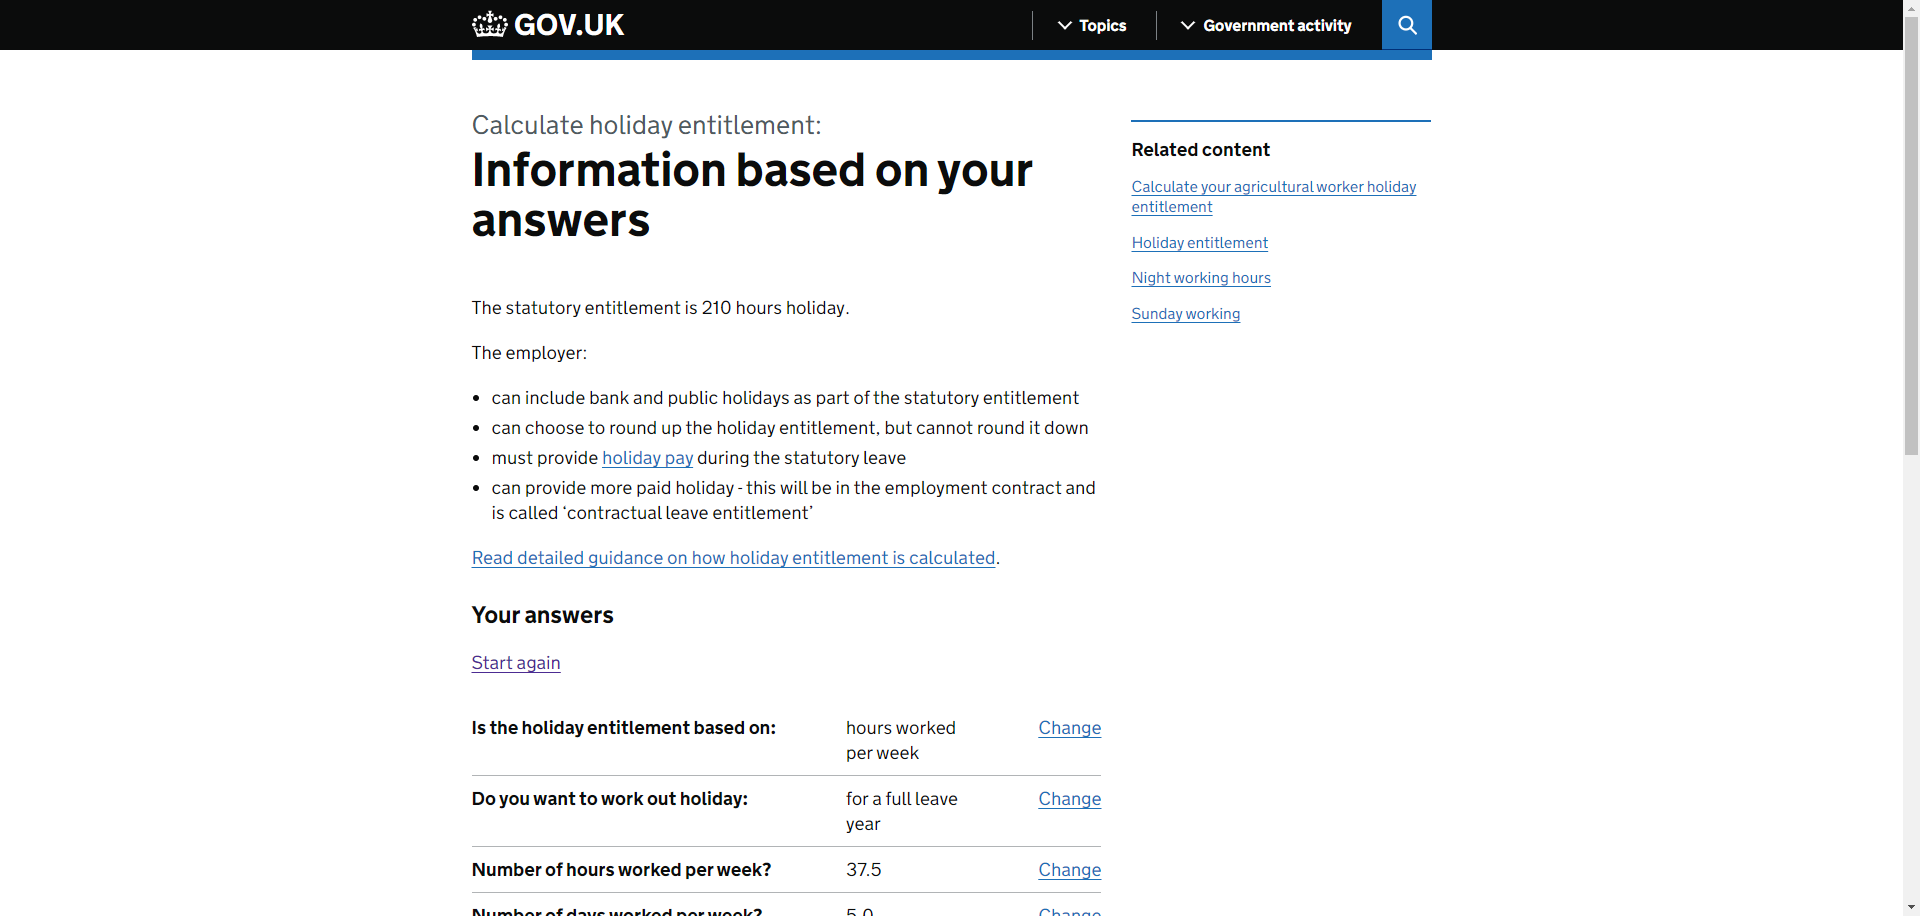 GOV.UK
Topics
Government activity
Calculate holiday entitlement:
Information based on your
answers
The statutory entitlement is 210 hours holiday.
The employer:
• can include bank and public holidays as part of the statutory entitlement
• can choose to round up the holiday entitlement, but cannot round it down
• must provide holiday pay during the statutory leave
• can provide more paid holiday - this will be in the employment contract and
is called ‘contractual leave entitlement’
Read detailed guidance on how holiday entitlement is calculated.
Your answers
Start again
Is the holiday entitlement based on: hours worked Change
per week
Do you want to work out holiday: for a full leave Change
year
Number of hours worked per week? 37.5 Change
Number of days worked per week? 5.0 Change
Related content
Calculate your agricultural worker holiday
entitlement
Holiday entitlement
Night working hours
Sunday working